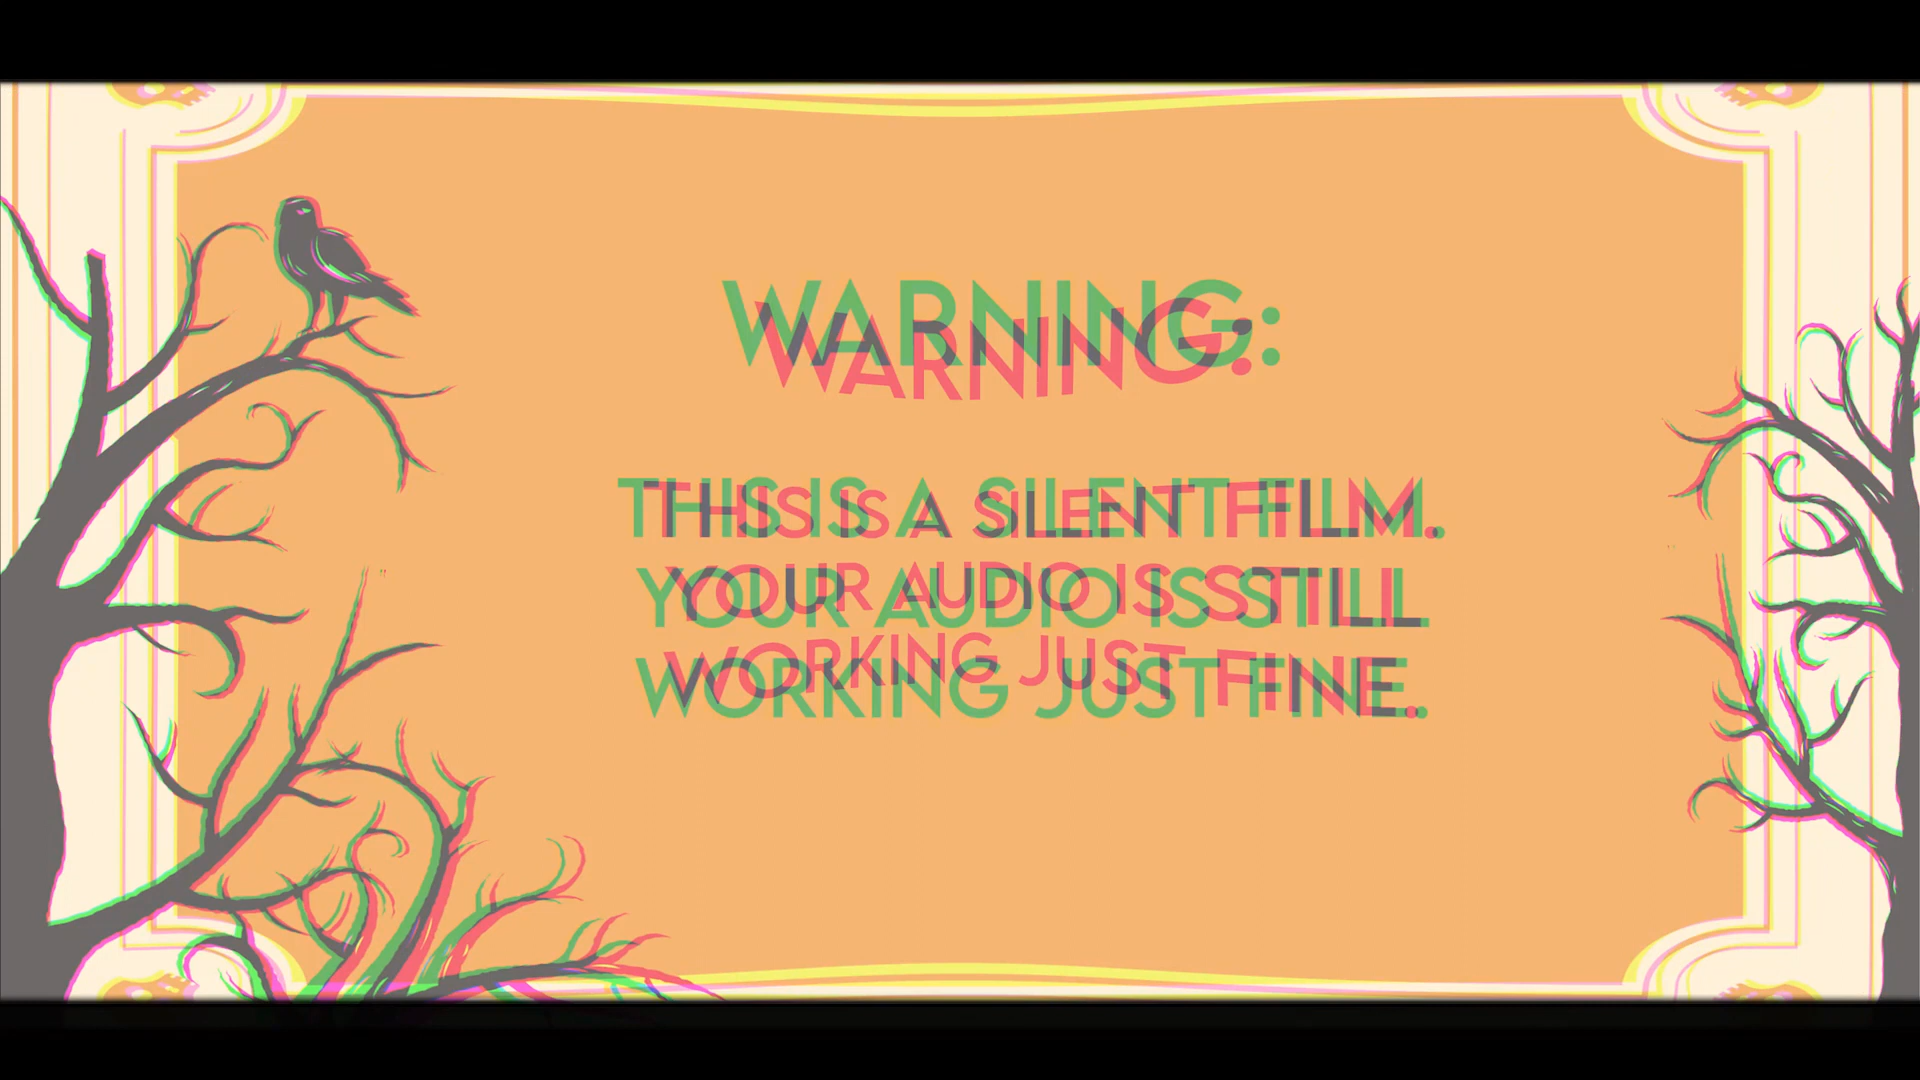 WARNING:
THIS IS A SILENT FILM.
YOUR AUDIO IS STILL
WORKING JUST FINE.